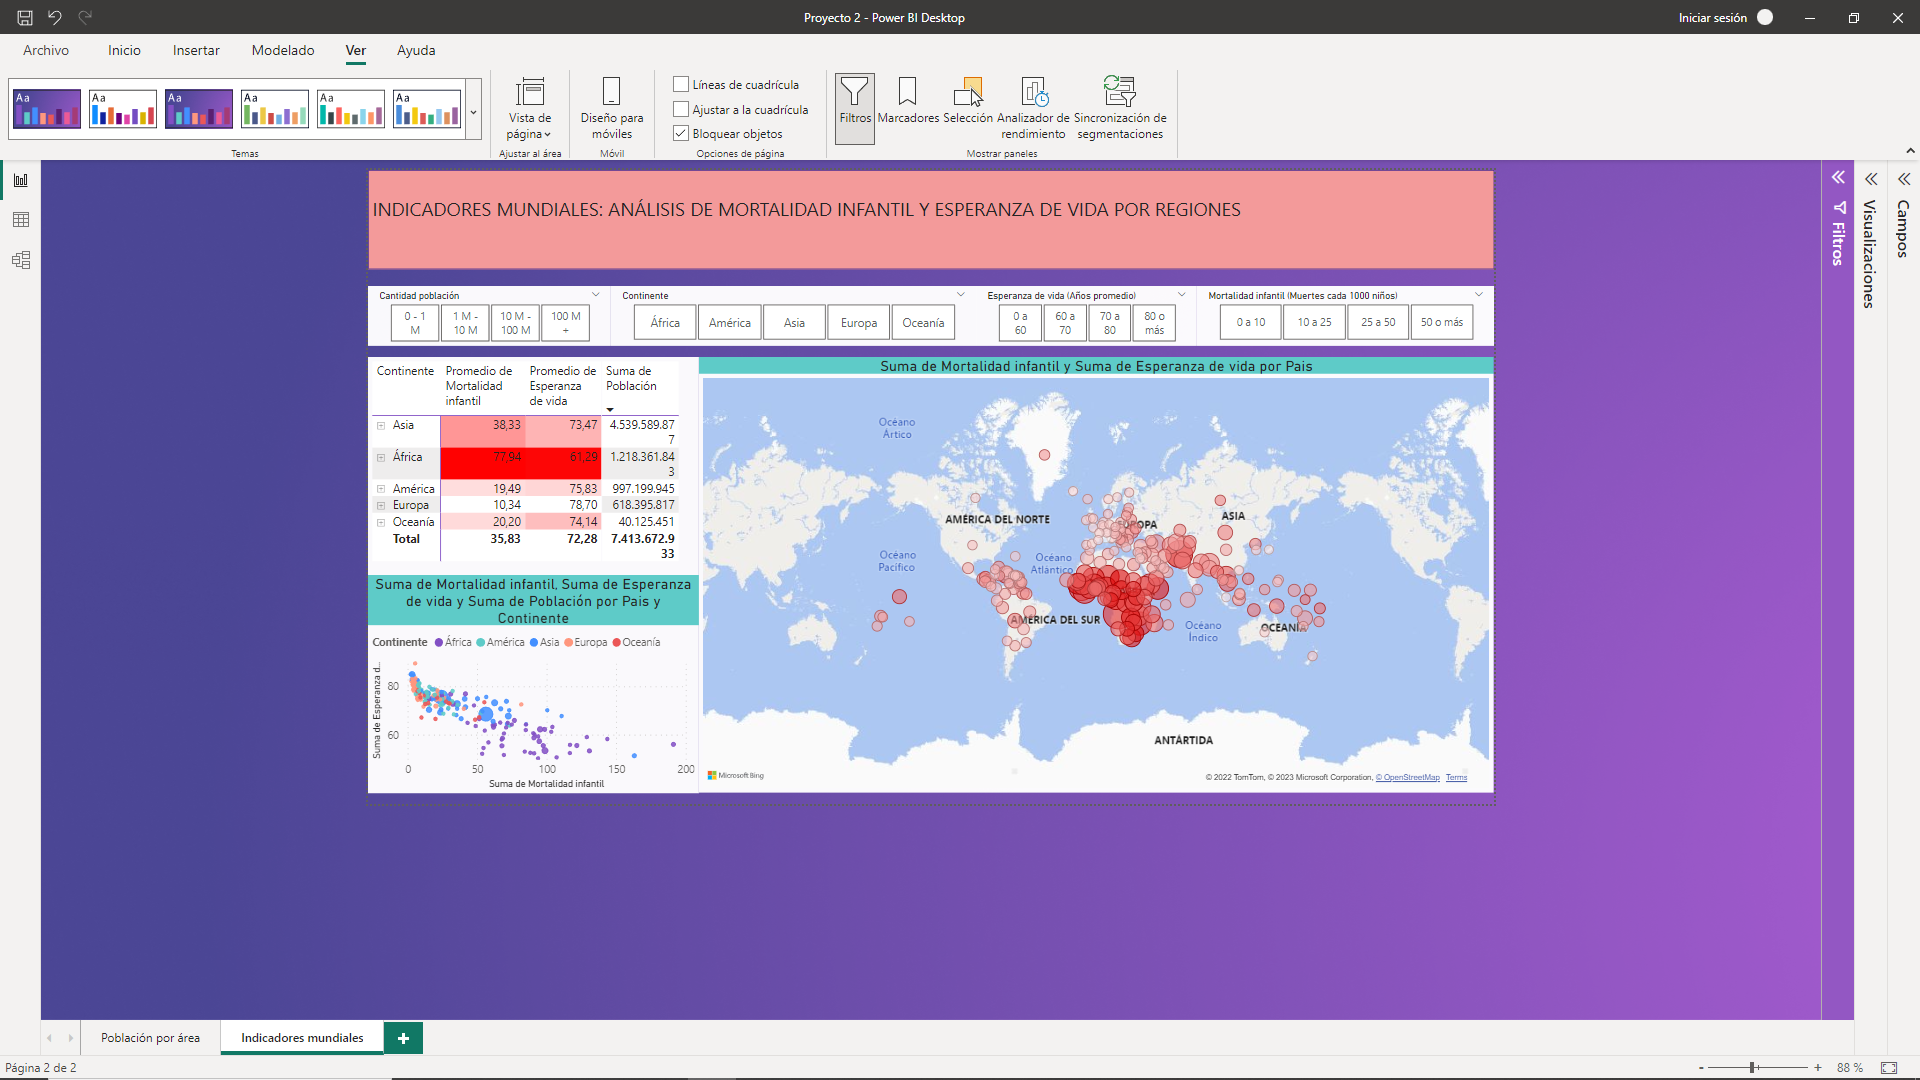 Proyecto 2 - Power BI Desktop
Iniciar sesión
Archivo Inicio Insertar Modelado Ver Ayuda
Aa Aa Aa Aa Aa Aa
Temas
Vista de
página
Ajustar al área
Diseño para
móviles
Móvil
Líneas de cuadrícula
Ajustar a la cuadrícula
Bloquear objetos
Opciones de página
Filtros
Marcadores
Selección
Analizador de
rendimiento
Sincronización de
segmentaciones
Mostrar paneles
INDICADORES MUNDIALES: ANÁLISIS DE MORTALIDAD INFANTIL Y ESPERANZA DE VIDA POR REGIONES
Cantidad población
0 - 1
M
1 M -
10 M
10 M -
100 M
100 M
+
Continente
África América Asia Europa Oceanía
Esperanza de vida (Años promedio)
0 a
60
60 a
70
70 a
80
80 o
más
Mortalidad infantil (Muertes cada 1000 niños)
0 a 10 10 a 25 25 a 50 50 o más
Continente
Promedio de
Mortalidad
infantil
Promedio de
Esperanza
de vida
Suma de
Población
Asia 38,33 73,47 4.539.589.87
7
África 77,94 61,29 1.218.361.84
3
América 19,49 75,83 997.199.945
Europa 10,34 78,70 618.395.817
Oceanía 20,20 74,14 40.125.451
Total 35,83 72,28 7.413.672.9
33
Suma de Mortalidad infantil, Suma de Esperanza
de vida y Suma de Población por Pais y
Continente
Continente África América Asia Europa Oceanía
Suma de Esperanza d...
80
60
0 50 100 150 200
Suma de Mortalidad infantil
Suma de Mortalidad infantil y Suma de Esperanza de vida por Pais
Océano
Ártico
AMÉRICA DEL NORTE
EUROPA
ASIA
Océano
Pacífico
Océano
Atlántico
AMÉRICA DEL SUR
Océano
Índico
OCEANÍA
ANTÁRTIDA
Microsoft Bing
© 2022 TomTom, © 2023 Microsoft Corporation, © OpenStreetMap Terms
Filtros
Visualizaciones
Campos
Población por área
Indicadores mundiales
Página 2 de 2
- + 88 %